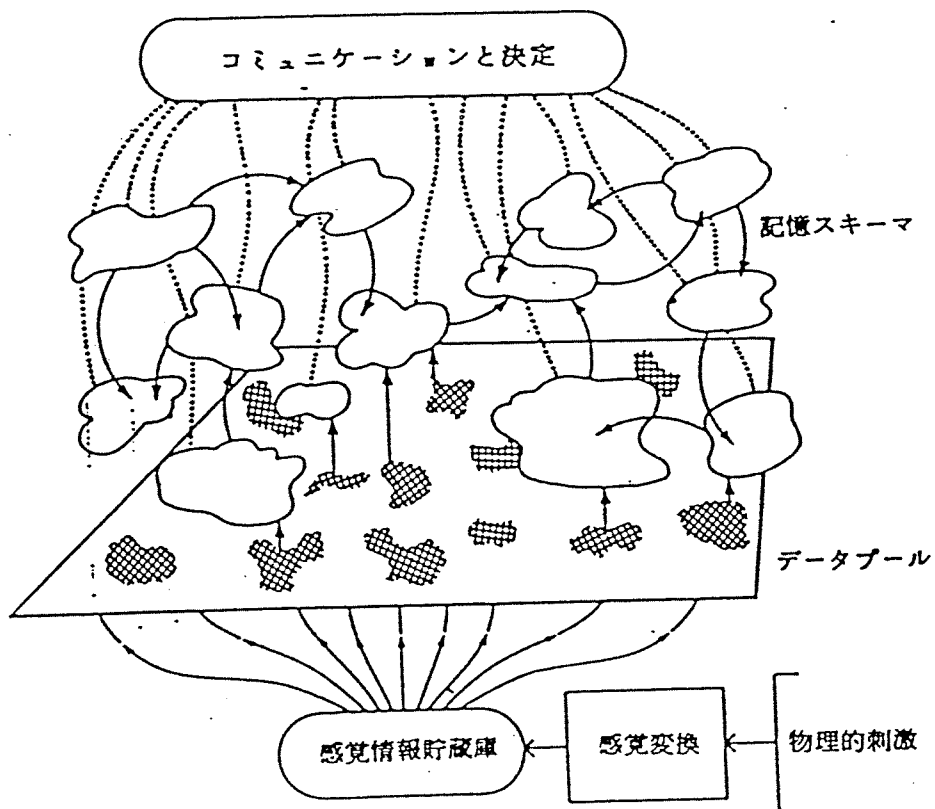 コミュニケーションと決定
記憶スキーマ
データプール
感覚情報貯蔵庫
感覚変換
物理的刺激